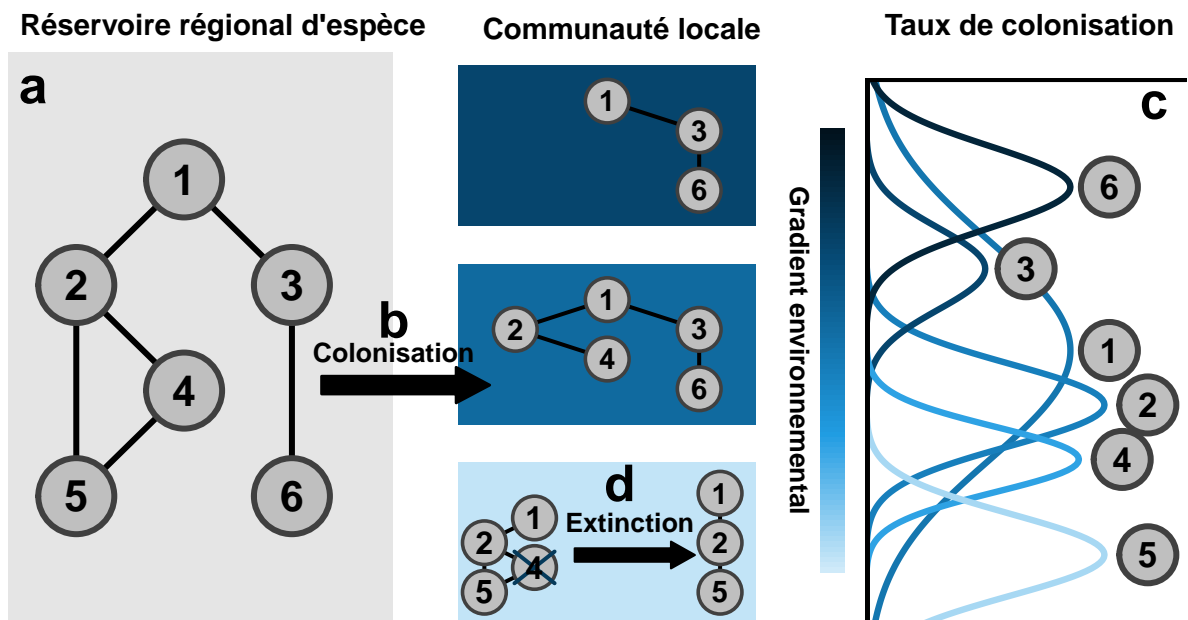 Réservoire régional d'espèce
Communauté locale
Taux de colonisation
a
1
2
3
4
5
6
b
Colonisation
1
3
6
1
2
3
4
6
d
Extinction
1
2
4
5
1
2
5
Gradient environnemental
c
6
3
1
2
4
5